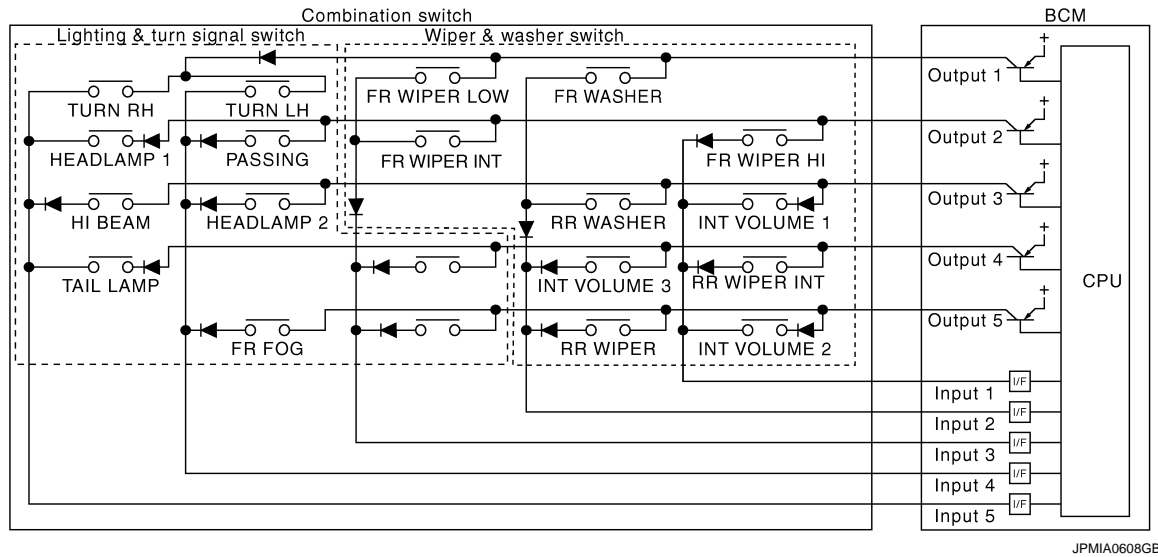 Combination switch
BCM
Lighting & turn signal switch
Wiper & washer switch
+
Output 1
TURN RH
TURN LH
FR WIPER LOW
FR WASHER
+
Output 2
HEADLAMP 1
PASSING
FR WIPER INT
FR WIPER HI
+
Output 3
HI BEAM
HEADLAMP 2
RR WASHER
INT VOLUME 1
+
Output 4
TAIL LAMP
INT VOLUME 3
RR WIPER INT
CPU
+
Output 5
FR FOG
RR WIPER
INT VOLUME 2
Input 1
I/F
Input 2
I/F
Input 3
I/F
Input 4
I/F
Input 5
I/F
JPMIA0608GB